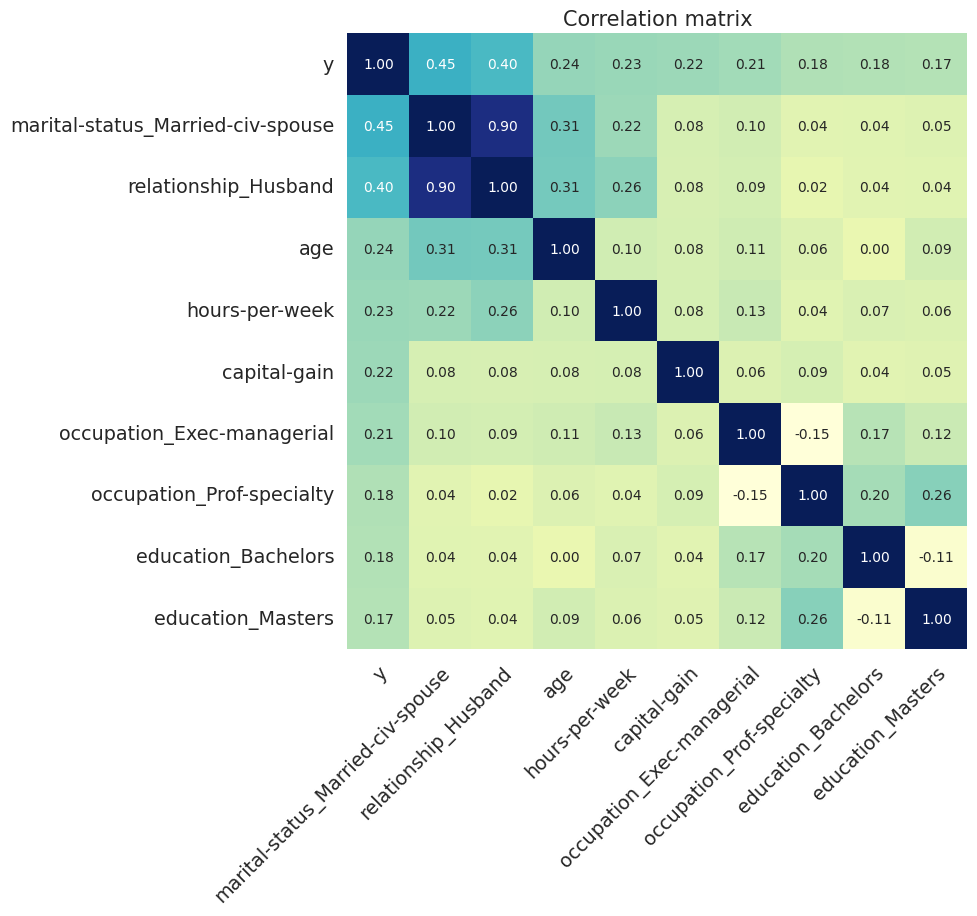 Correlation matrix
y 1.00 0.45 0.40 0.24 0.23 0.22 0.21 0.18 0.18 0.17
marital-status_Married-civ-spouse 0.45 1.00 0.90 0.31 0.22 0.08 0.10 0.04 0.04 0.05
relationship_Husband 0.40 0.90 1.00 0.31 0.26 0.08 0.09 0.02 0.04 0.04
age 0.24 0.31 0.31 1.00 0.10 0.08 0.11 0.06 0.00 0.09
hours-per-week 0.23 0.22 0.26 0.10 1.00 0.08 0.13 0.04 0.07 0.06
capital-gain 0.22 0.08 0.08 0.08 0.08 1.00 0.06 0.09 0.04 0.05
occupation_Exec-managerial 0.21 0.10 0.09 0.11 0.13 0.06 1.00 -0.15 0.17 0.12
occupation_Prof-specialty 0.18 0.04 0.02 0.06 0.04 0.09 -0.15 1.00 0.20 0.26
education_Bachelors 0.18 0.04 0.04 0.00 0.07 0.04 0.17 0.20 1.00 -0.11
education_Masters 0.17 0.05 0.04 0.09 0.06 0.05 0.12 0.26 -0.11 1.00
y
marital-status_Married-civ-spouse
relationship_Husband
age
hours-per-week
capital-gain
occupation_Exec-managerial
occupation_Prof-specialty
education_Bachelors
education_Masters